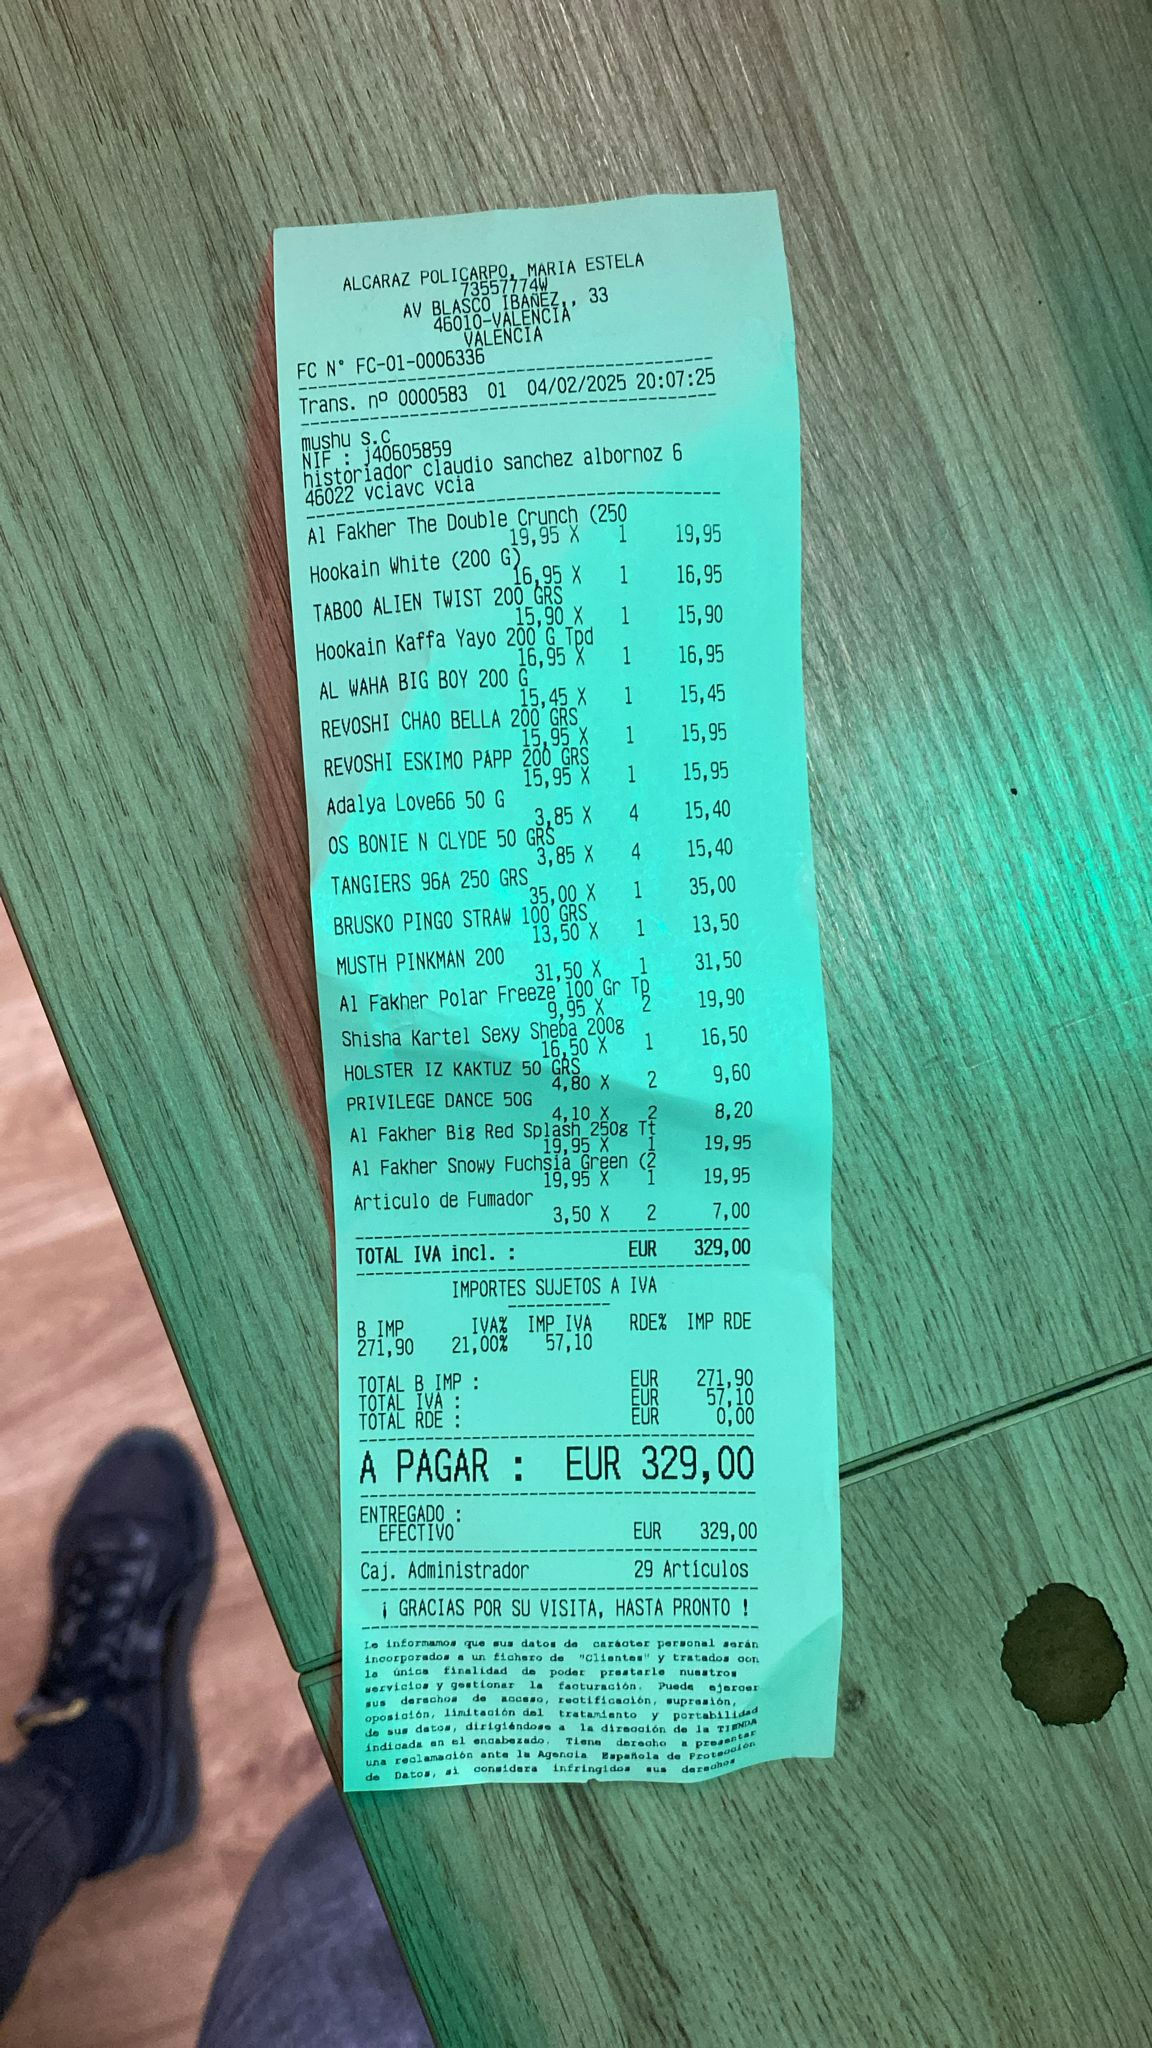 ALCARAZ POLICARPO, MARIA ESTELA
73557774W
AV BLASCO IBAÑEZ,, 33
46010-VALENCIA
VALENCIA
FC N° FC-01-0006336
Trans. nº 0000583 01 04/02/2025 20:07:25
mushu s.c
NIF : j40605859
historiador claudio sanchez albornoz 6
46022 vciavc vcia
Al Fakher The Double Crunch (250
19,95 X 1 19,95
Hookain White (200 G)
16,95 X 1 16,95
TABOO ALIEN TWIST 200 GRS
15,90 X 1 15,90
Hookain Kaffa Yayo 200 G Tpd
16,95 X 1 16,95
AL WAHA BIG BOY 200 G
15,45 X 1 15,45
REVOSHI CHAO BELLA 200 GRS
15,95 X 1 15,95
REVOSHI ESKIMO PAPP 200 GRS
15,95 X 1 15,95
Adalya Love66 50 G
3,85 X 4 15,40
OS BONIE N CLYDE 50 GRS
3,85 X 4 15,40
TANGIERS 96A 250 GRS
35,00 X 1 35,00
BRUSKO PINGO STRAW 100 GRS
13,50 X 1 13,50
MUSTH PINKMAN 200
31,50 X 1 31,50
Al Fakher Polar Freeze 100 Gr Tp
9,95 X 2 19,90
Shisha Kartel Sexy Sheba 200g
16,50 X 1 16,50
HOLSTER IZ KAKTUZ 50 GRS
4,80 X 2 9,60
PRIVILEGE DANCE 50G
4,10 X 2 8,20
Al Fakher Big Red Splash 250g Tt
19,95 X 1 19,95
Al Fakher Snowy Fuchsia Green (2
19,95 X 1 19,95
Articulo de Fumador
3,50 X 2 7,00
TOTAL IVA incl. : EUR 329,00
IMPORTES SUJETOS A IVA
B IMP IVA% IMP IVA RDE% IMP RDE
271,90 21,00% 57,10
TOTAL B IMP : EUR 271,90
TOTAL IVA : EUR 57,10
TOTAL RDE : EUR 0,00
A PAGAR : EUR 329,00
ENTREGADO :
EFECTIVO EUR 329,00
Caj. Administrador 29 Artículos
¡ GRACIAS POR SU VISITA, HASTA PRONTO !
Le informamos que sus datos de carácter personal serán
incorporados a un fichero de "Clientes" y tratados con
la única finalidad de poder prestarle nuestros
servicios y gestionar la facturación. Puede ejercer
sus derechos de acceso, rectificación, supresión,
oposición, limitación del tratamiento y portabilidad
de sus datos, dirigiéndose a la dirección de la TIENDA
indicada en el encabezado. Tiene derecho a presentar
una reclamación ante la Agencia Española de Protección
de Datos, si considera infringidos sus derechos